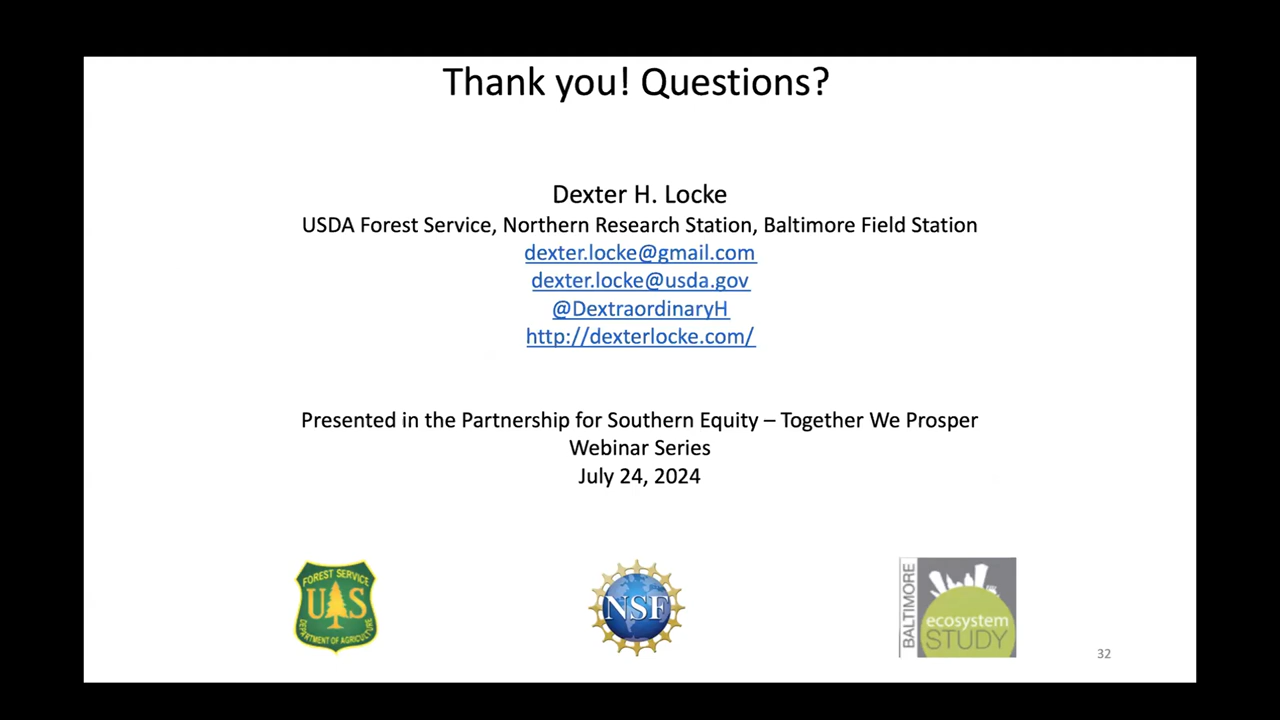 Thank you! Questions?
Dexter H. Locke
USDA Forest Service, Northern Research Station, Baltimore Field Station
dexter.locke@gmail.com
dexter.locke@usda.gov
@DextraordinaryH
http://dexterlocke.com/
Presented in the Partnership for Southern Equity – Together We Prosper
Webinar Series
July 24, 2024
FOREST SERVICE
UAS
DEPARTMENT OF AGRICULTURE
NSF
BALTIMORE
ecosystem
STUDY
32